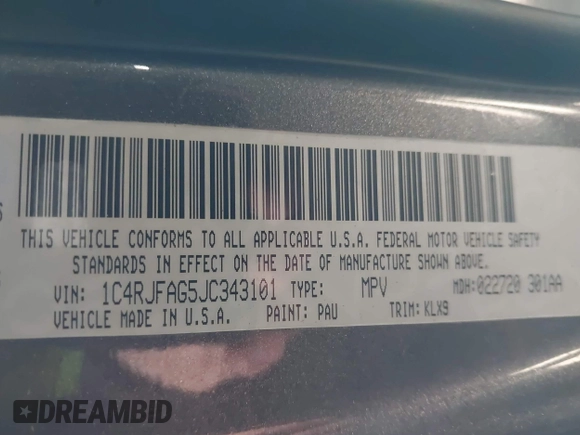 THIS VEHICLE CONFORMS TO ALL APPLICABLE U.S.A. FEDERAL MOTOR VEHICLE SAFETY
STANDARDS IN EFFECT ON THE DATE OF MANUFACTURE SHOWN ABOVE.
VIN: 1C4RJFAG5JC343101 TYPE: MPV MDH:022720 301AA
VEHICLE MADE IN U.S.A. PAINT: PAU TRIM: KLX9
DREAMBID